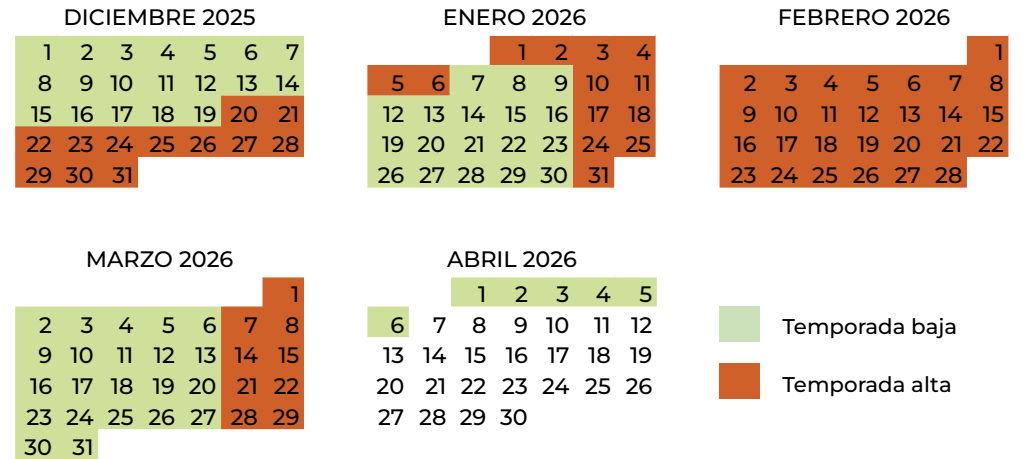 DICIEMBRE 2025
1 2 3 4 5 6 7
8 9 10 11 12 13 14
15 16 17 18 19 20 21
22 23 24 25 26 27 28
29 30 31
ENERO 2026
1 2 3 4
5 6 7 8 9 10 11
12 13 14 15 16 17 18
19 20 21 22 23 24 25
26 27 28 29 30 31
FEBRERO 2026
1
2 3 4 5 6 7 8
9 10 11 12 13 14 15
16 17 18 19 20 21 22
23 24 25 26 27 28
MARZO 2026
1
2 3 4 5 6 7 8
9 10 11 12 13 14 15
16 17 18 19 20 21 22
23 24 25 26 27 28 29
30 31
ABRIL 2026
1 2 3 4 5
6 7 8 9 10 11 12
13 14 15 16 17 18 19
20 21 22 23 24 25 26
27 28 29 30
Temporada baja
Temporada alta